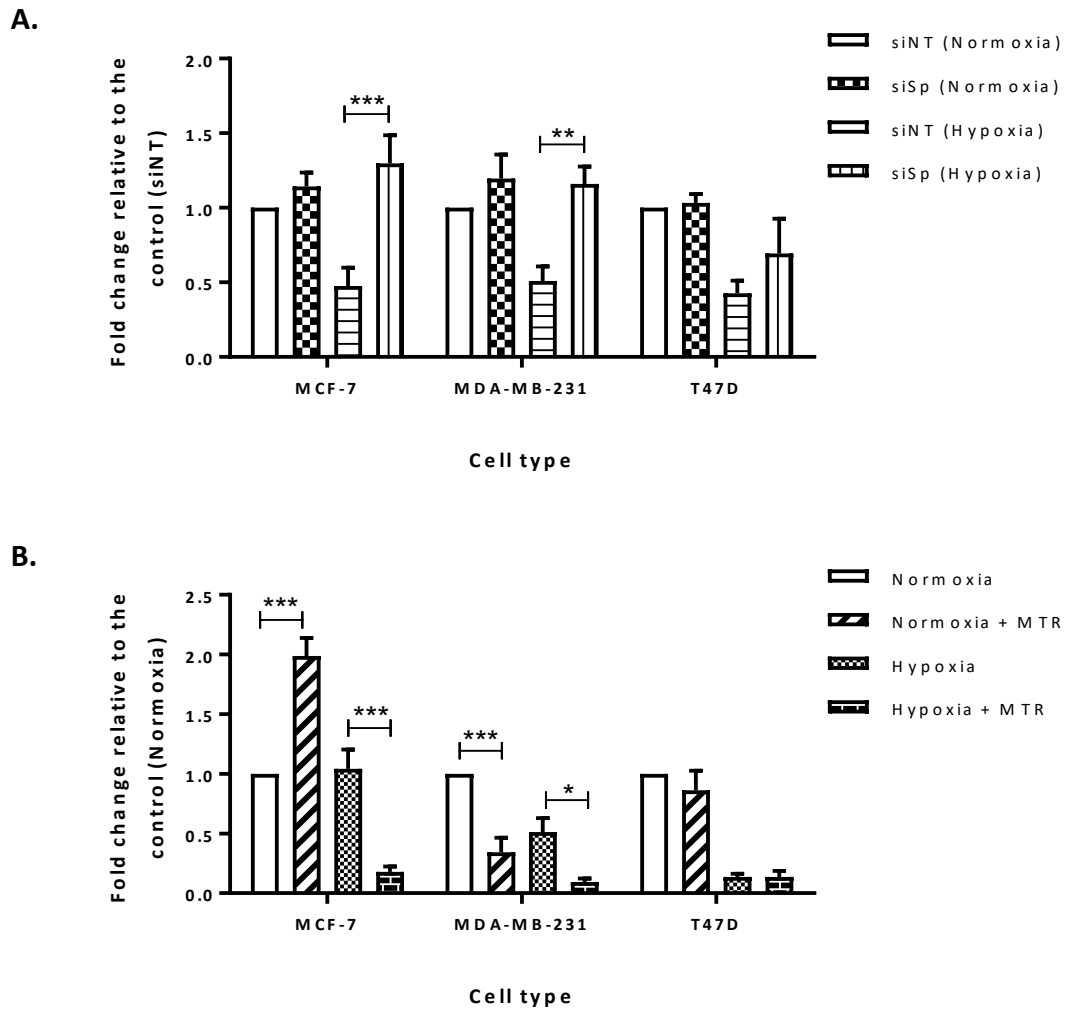 A.
Fold change relative to the
control (siNT)
2.0
1.5
1.0
0.5
0.0
***
**
MCF-7
MDA-MB-231
T47D
Cell type
siNT (Normoxia)
siSp (Normoxia)
siNT (Hypoxia)
siSp (Hypoxia)
B.
Fold change relative to the
control (Normoxia)
2.5
2.0
1.5
1.0
0.5
0.0
***
***
***
*
MCF-7
MDA-MB-231
T47D
Cell type
Normoxia
Normoxia + MTR
Hypoxia
Hypoxia + MTR